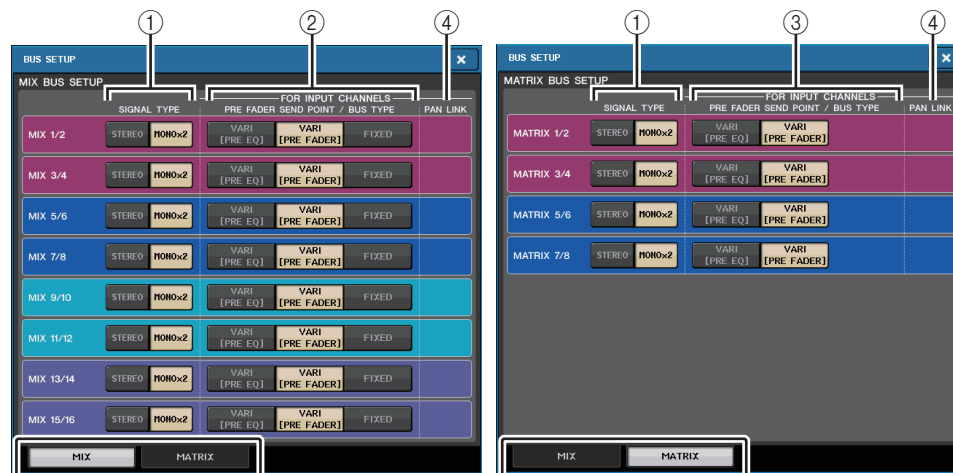 ① ② ④
BUS SETUP ×
MIX BUS SETUP
FOR INPUT CHANNELS
SIGNAL TYPE PRE FADER SEND POINT / BUS TYPE PAN LINK
MIX 1/2 STEREO MONOx2 VARI [PRE EQ] VARI [PRE FADER] FIXED
MIX 3/4 STEREO MONOx2 VARI [PRE EQ] VARI [PRE FADER] FIXED
MIX 5/6 STEREO MONOx2 VARI [PRE EQ] VARI [PRE FADER] FIXED
MIX 7/8 STEREO MONOx2 VARI [PRE EQ] VARI [PRE FADER] FIXED
MIX 9/10 STEREO MONOx2 VARI [PRE EQ] VARI [PRE FADER] FIXED
MIX 11/12 STEREO MONOx2 VARI [PRE EQ] VARI [PRE FADER] FIXED
MIX 13/14 STEREO MONOx2 VARI [PRE EQ] VARI [PRE FADER] FIXED
MIX 15/16 STEREO MONOx2 VARI [PRE EQ] VARI [PRE FADER] FIXED
MIX MATRIX
① ③ ④
BUS SETUP ×
MATRIX BUS SETUP
FOR INPUT CHANNELS
SIGNAL TYPE PRE FADER SEND POINT / BUS TYPE PAN LINK
MATRIX 1/2 STEREO MONOx2 VARI [PRE EQ] VARI [PRE FADER]
MATRIX 3/4 STEREO MONOx2 VARI [PRE EQ] VARI [PRE FADER]
MATRIX 5/6 STEREO MONOx2 VARI [PRE EQ] VARI [PRE FADER]
MATRIX 7/8 STEREO MONOx2 VARI [PRE EQ] VARI [PRE FADER]
MIX MATRIX